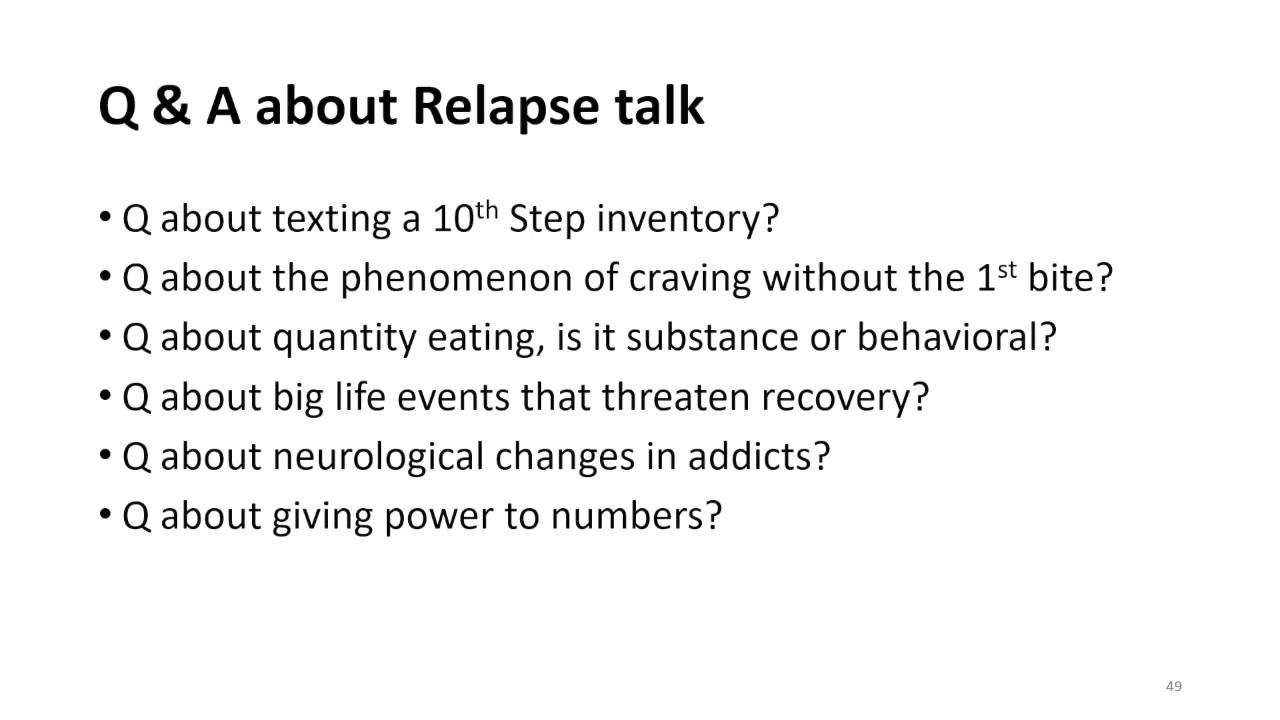 Q & A about Relapse talk
• Q about texting a 10th Step inventory?
• Q about the phenomenon of craving without the 1st bite?
• Q about quantity eating, is it substance or behavioral?
• Q about big life events that threaten recovery?
• Q about neurological changes in addicts?
• Q about giving power to numbers?
49